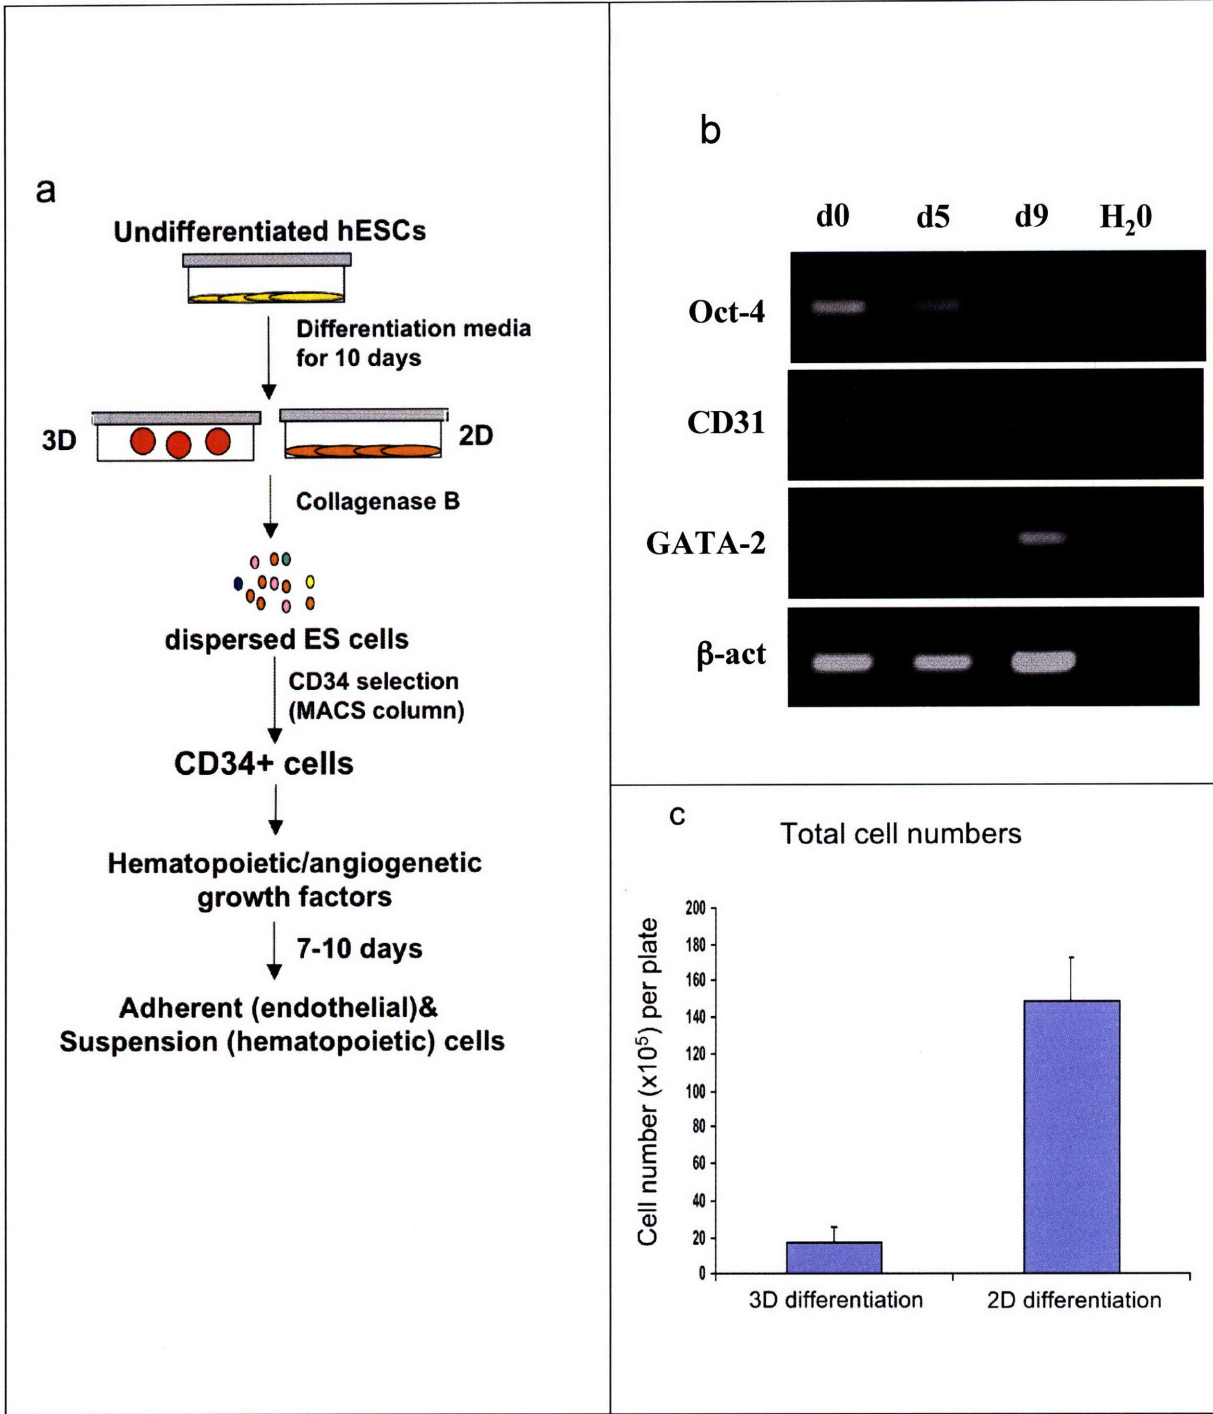 a
Undifferentiated hESCs
Differentiation media
for 10 days
3D
2D
Collagenase B
dispersed ES cells
CD34 selection
(MACS column)
CD34+ cells
Hematopoietic/angiogenetic
growth factors
7-10 days
Adherent (endothelial)&
Suspension (hematopoietic) cells
b
d0 d5 d9 H₂0
Oct-4
CD31
GATA-2
β-act
c
Total cell numbers
Cell number (x10⁵) per plate
200
180
160
140
120
100
80
60
40
20
0
3D differentiation 2D differentiation